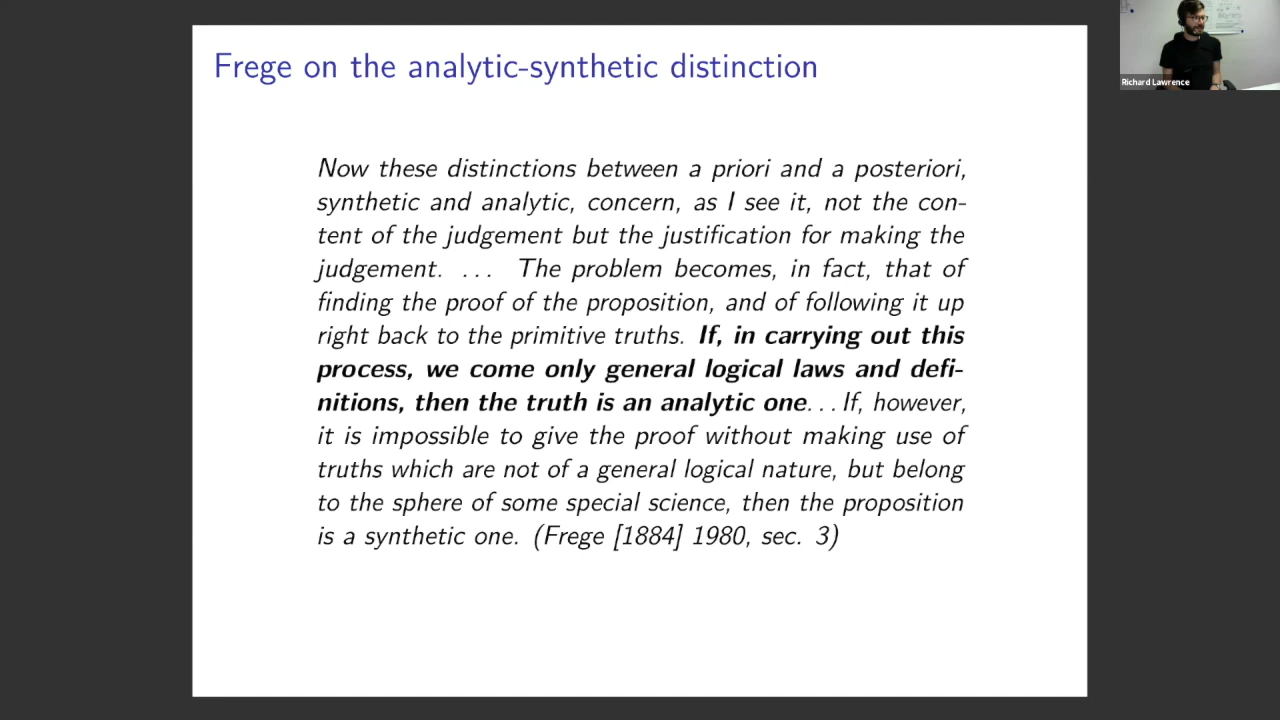 Frege on the analytic-synthetic distinction
Richard Lawrence
Now these distinctions between a priori and a posteriori,
synthetic and analytic, concern, as I see it, not the con-
tent of the judgement but the justification for making the
judgement. ... The problem becomes, in fact, that of
finding the proof of the proposition, and of following it up
right back to the primitive truths. If, in carrying out this
process, we come only general logical laws and defi-
nitions, then the truth is an analytic one...If, however,
it is impossible to give the proof without making use of
truths which are not of a general logical nature, but belong
to the sphere of some special science, then the proposition
is a synthetic one. (Frege [1884] 1980, sec. 3)